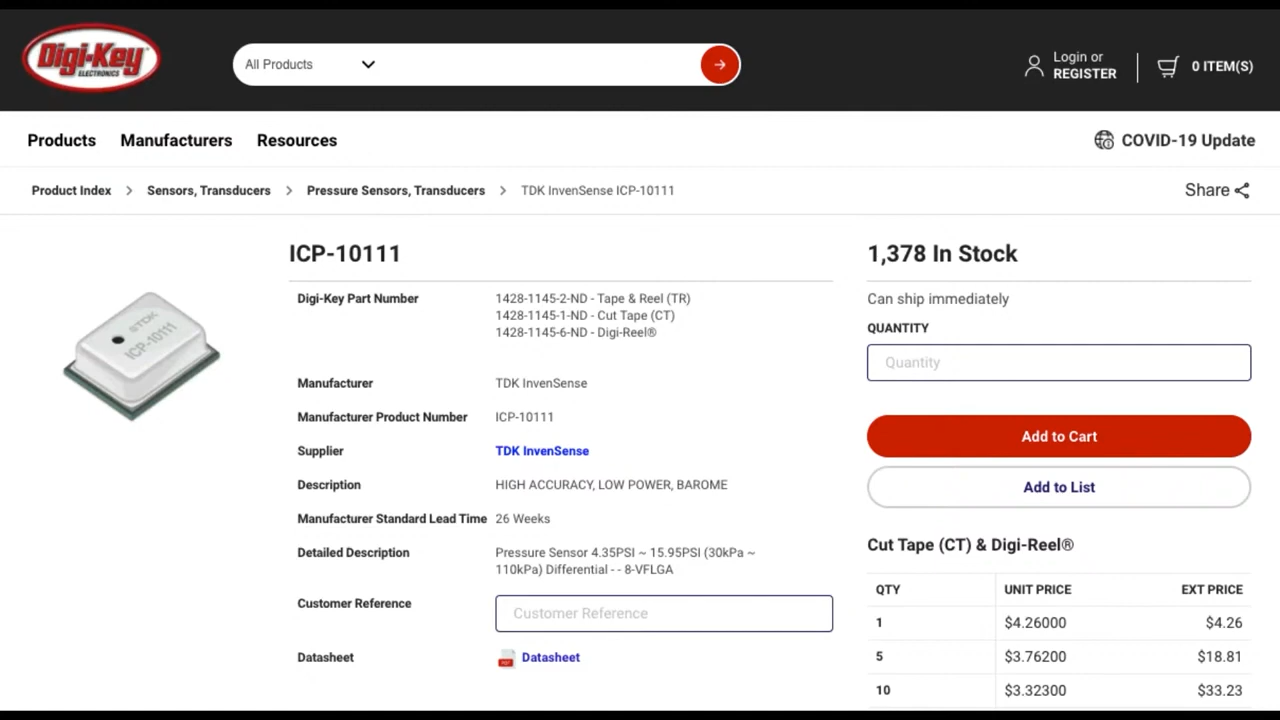 Digi-Key
ELECTRONICS
All Products
Login or
REGISTER
0 ITEM(S)
Products
Manufacturers
Resources
COVID-19 Update
Product Index
Sensors, Transducers
Pressure Sensors, Transducers
TDK InvenSense ICP-10111
Share
©TDK
ICP-10111
ICP-10111
Digi-Key Part Number
1428-1145-2-ND - Tape & Reel (TR)
1428-1145-1-ND - Cut Tape (CT)
1428-1145-6-ND - Digi-Reel®
Manufacturer
TDK InvenSense
Manufacturer Product Number
ICP-10111
Supplier
TDK InvenSense
Description
HIGH ACCURACY, LOW POWER, BAROME
Manufacturer Standard Lead Time
26 Weeks
Detailed Description
Pressure Sensor 4.35PSI ~ 15.95PSI (30kPa ~
110kPa) Differential - - 8-VFLGA
Customer Reference
Customer Reference
Datasheet
Datasheet
1,378 In Stock
Can ship immediately
QUANTITY
Quantity
Add to Cart
Add to List
Cut Tape (CT) & Digi-Reel®
QTY UNIT PRICE EXT PRICE
1 $4.26000 $4.26
5 $3.76200 $18.81
10 $3.32300 $33.23